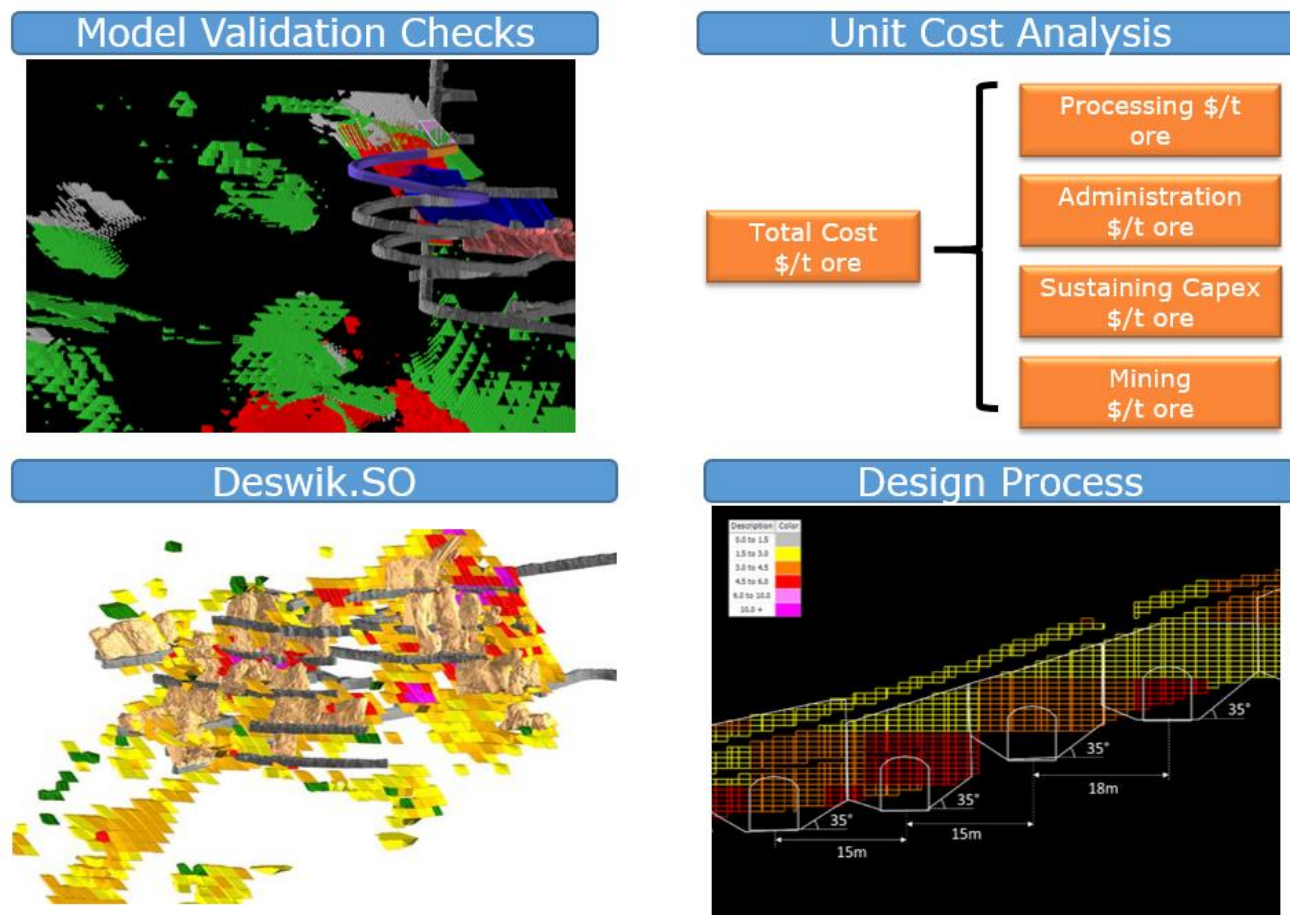 Model Validation Checks
Unit Cost Analysis
Total Cost
$/t ore
Processing $/t
ore
Administration
$/t ore
Sustaining Capex
$/t ore
Mining
$/t ore
Deswik.SO
Design Process
Description Color
0.0 to 1.5
1.5 to 3.0
3.0 to 4.5
4.5 to 6.0
6.0 to 10.0
10.0 +
35°
35°
18m
35°
15m
35°
15m